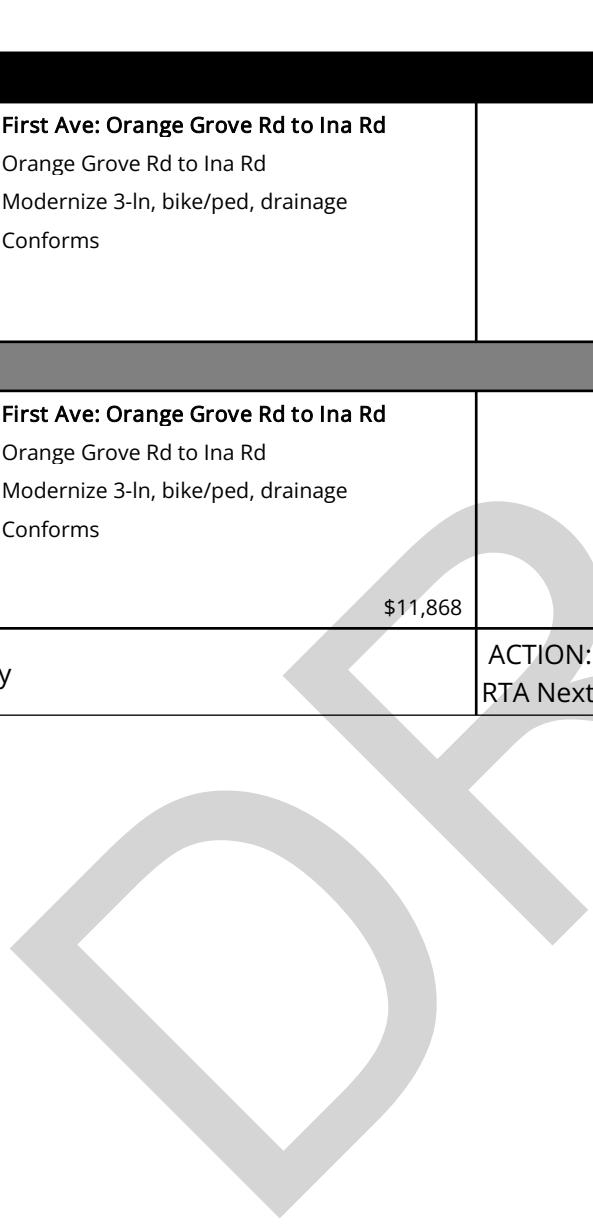 First Ave: Orange Grove Rd to Ina Rd
Orange Grove Rd to Ina Rd
Modernize 3-ln, bike/ped, drainage
Conforms
First Ave: Orange Grove Rd to Ina Rd
Orange Grove Rd to Ina Rd
Modernize 3-ln, bike/ped, drainage
Conforms
$11,868
y
ACTION:
RTA Next
DR